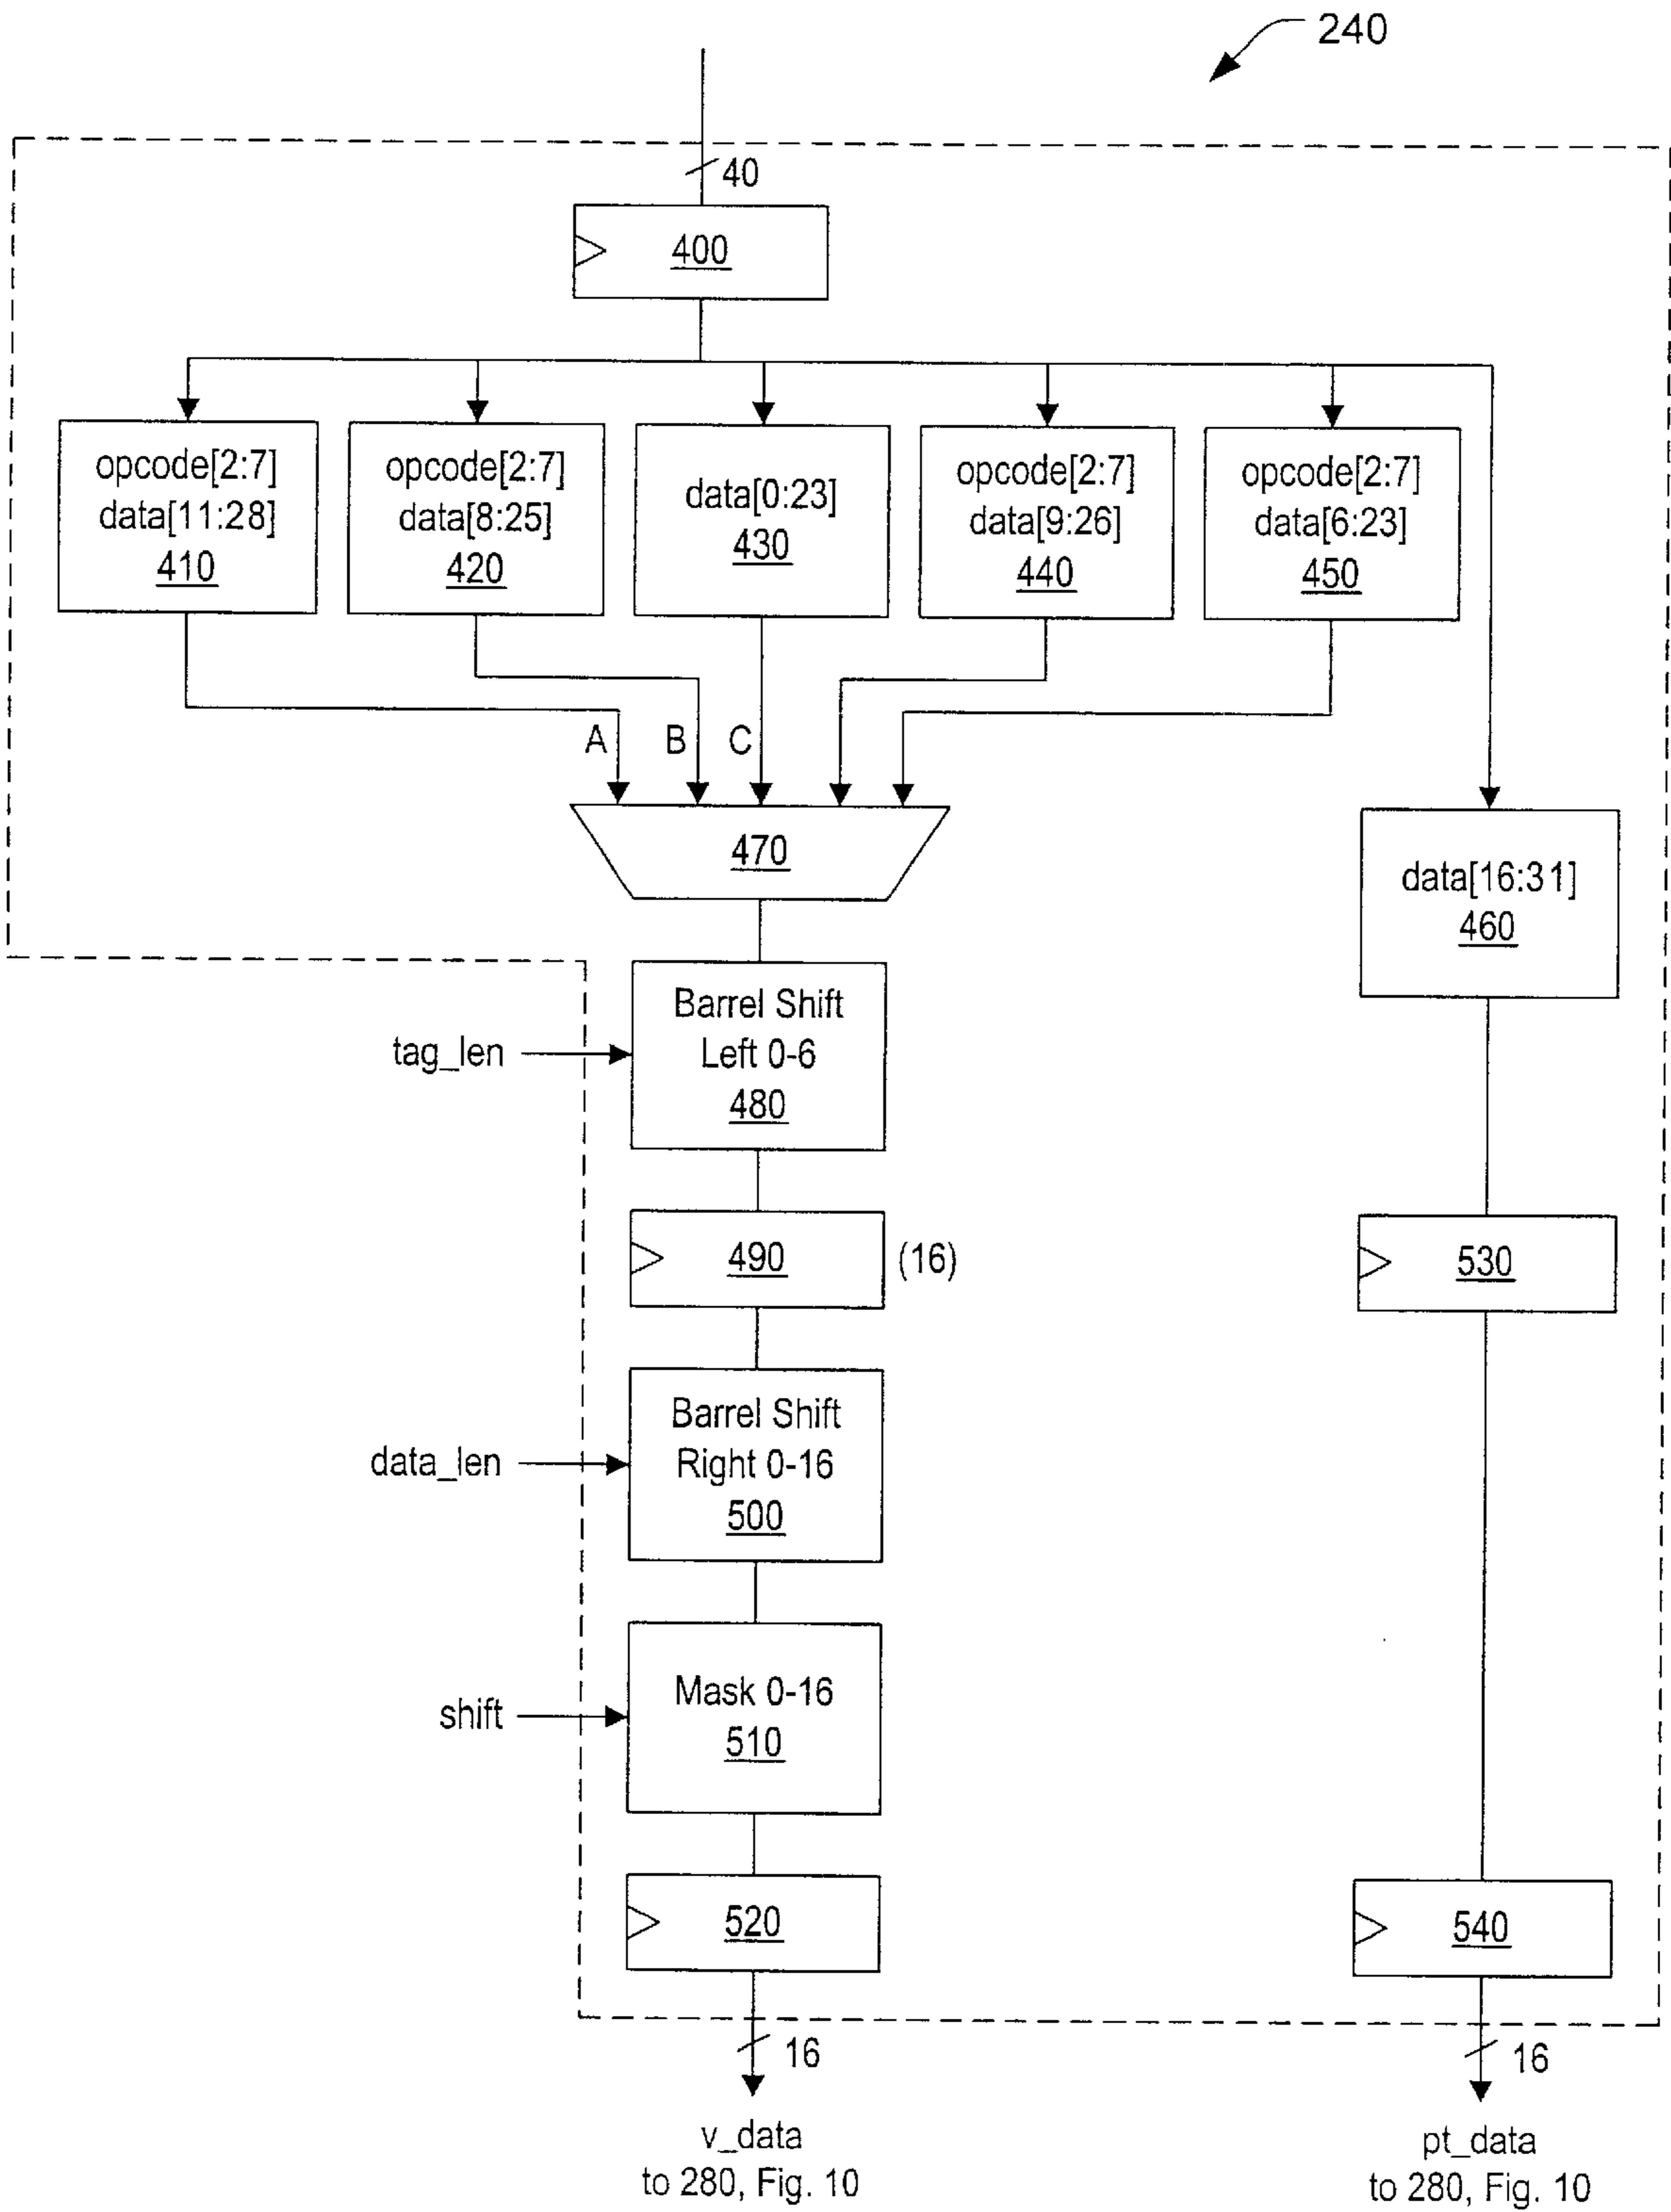 240
40
400
opcode[2:7]
data[11:28]
410
opcode[2:7]
data[8:25]
420
data[0:23]
430
opcode[2:7]
data[9:26]
440
opcode[2:7]
data[6:23]
450
A
B
C
470
data[16:31]
460
Barrel Shift
Left 0-6
480
tag_len
490
(16)
530
Barrel Shift
Right 0-16
500
data_len
Mask 0-16
510
shift
520
540
16
16
v_data
to 280, Fig. 10
pt_data
to 280, Fig. 10